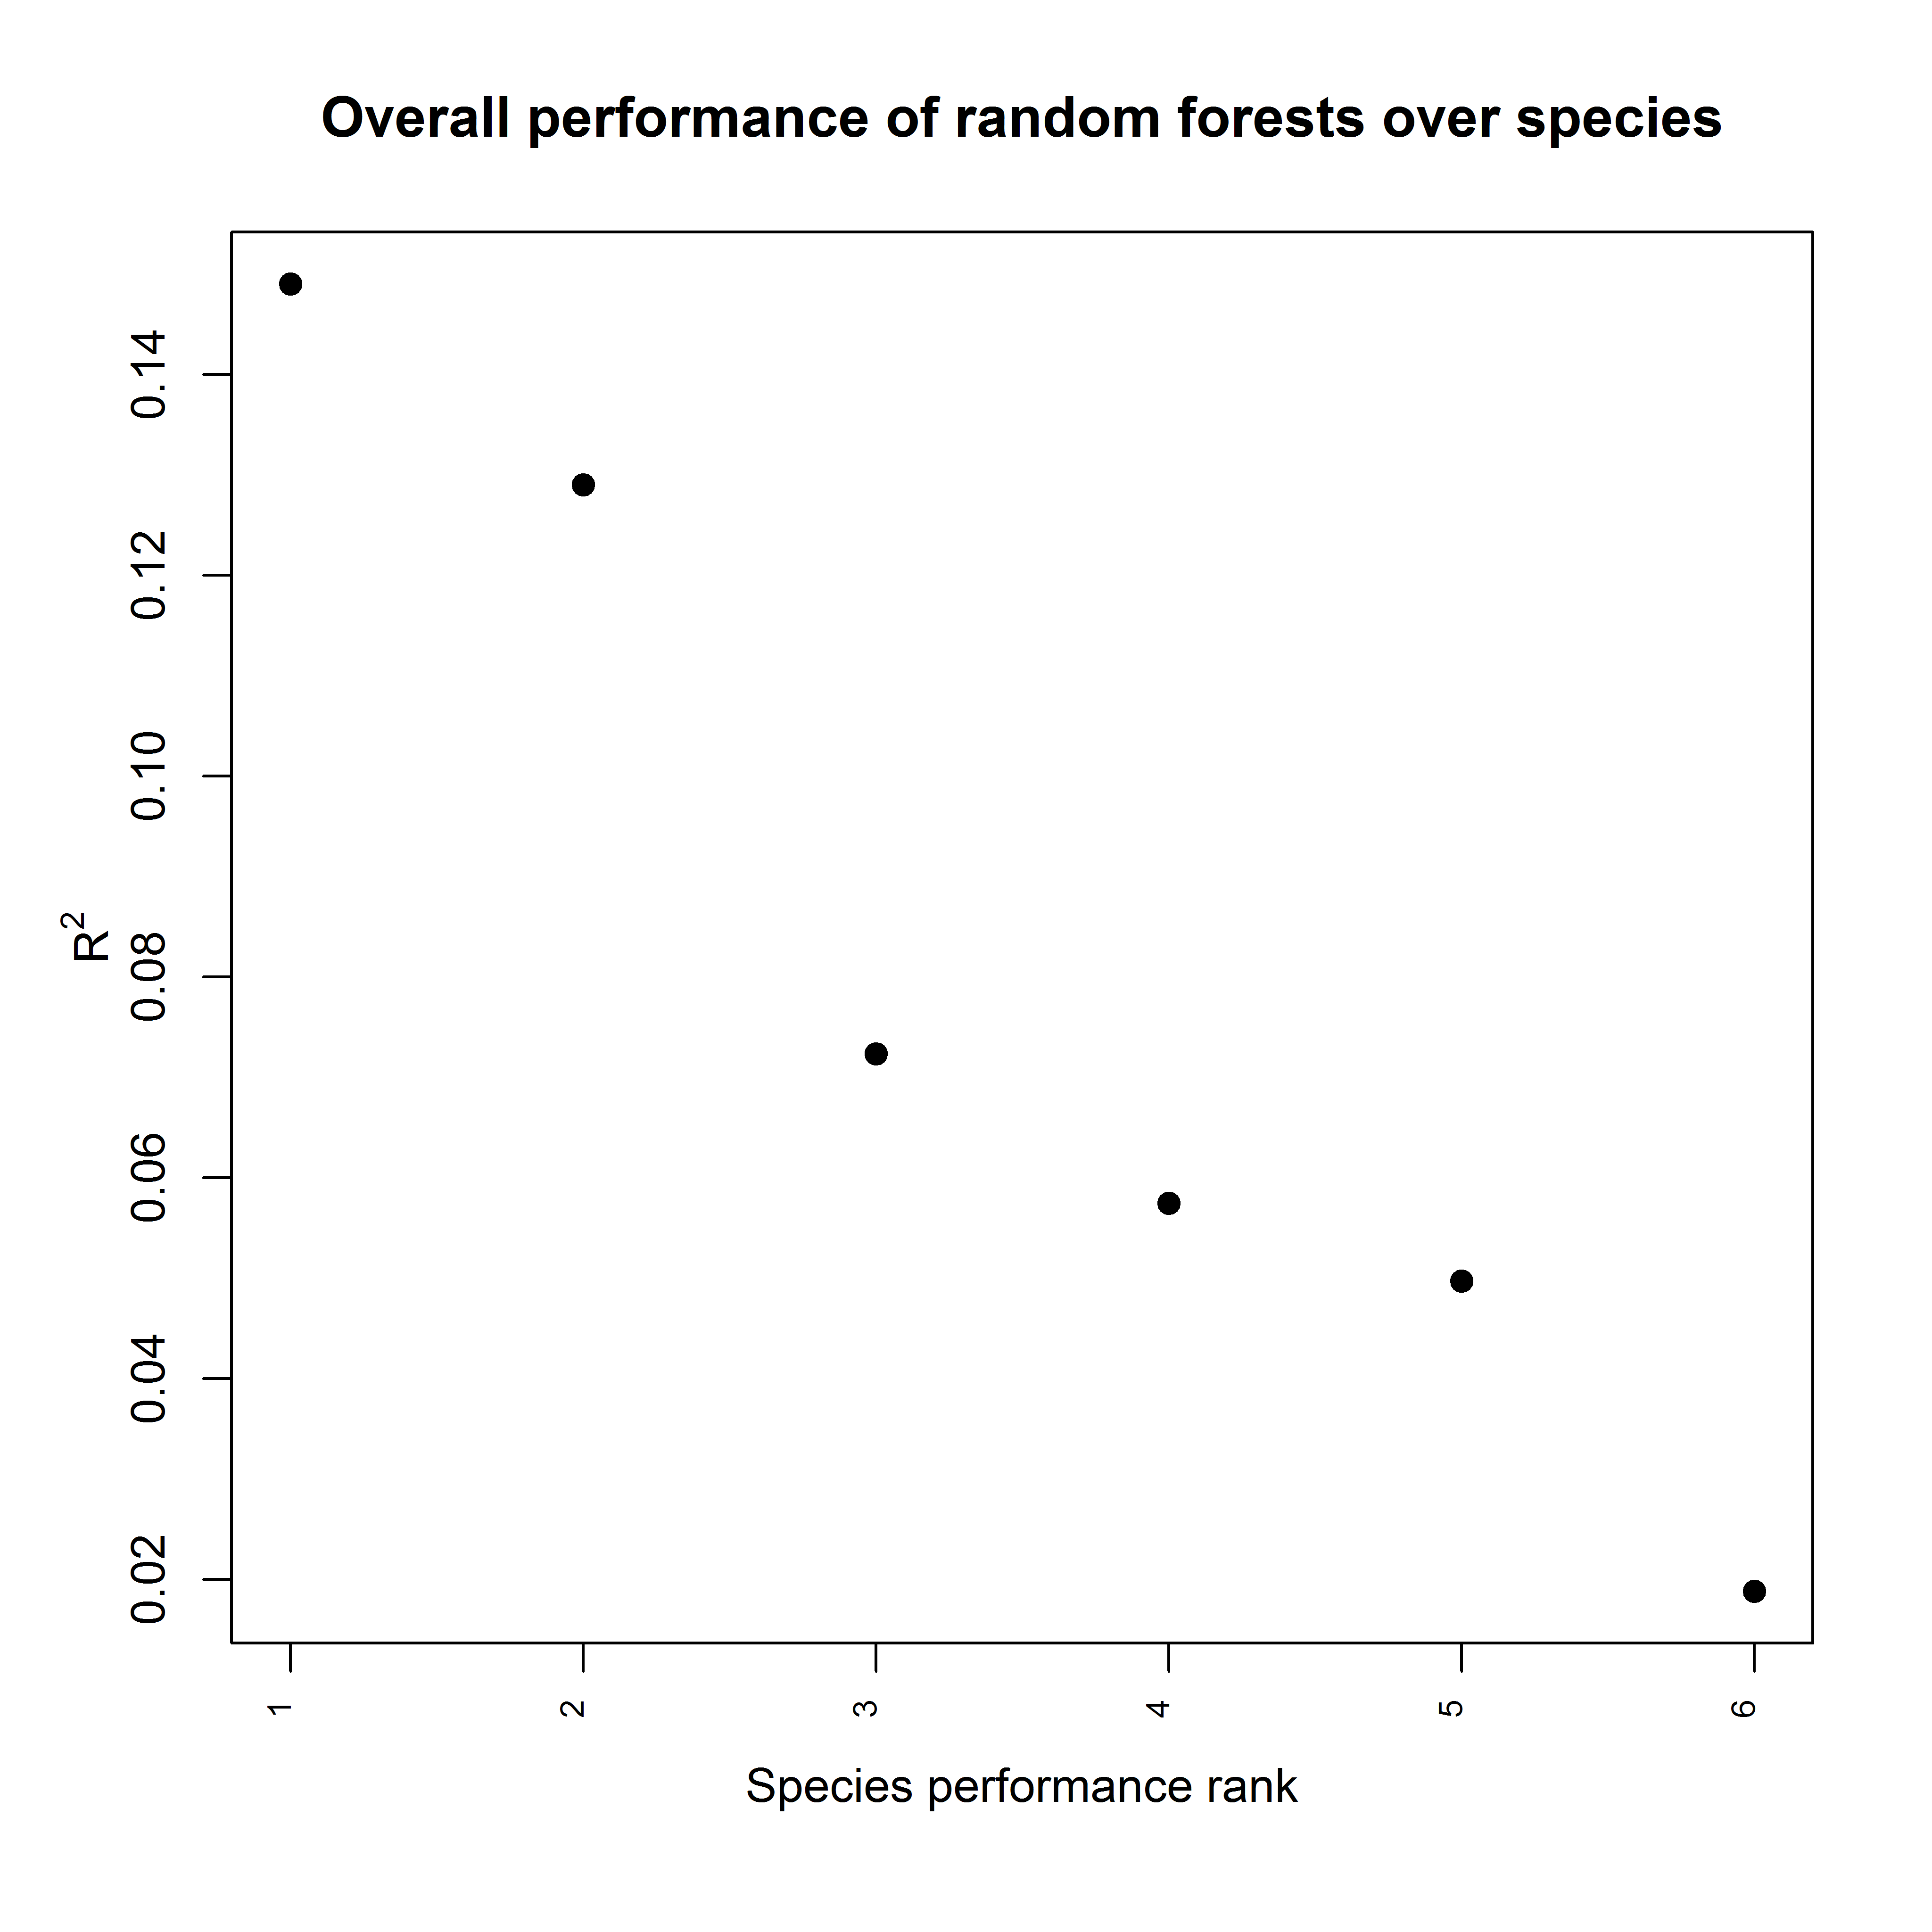 Overall performance of random forests over species
R²
0.14
0.12
0.10
0.08
0.06
0.04
0.02
1 2 3 4 5 6
Species performance rank